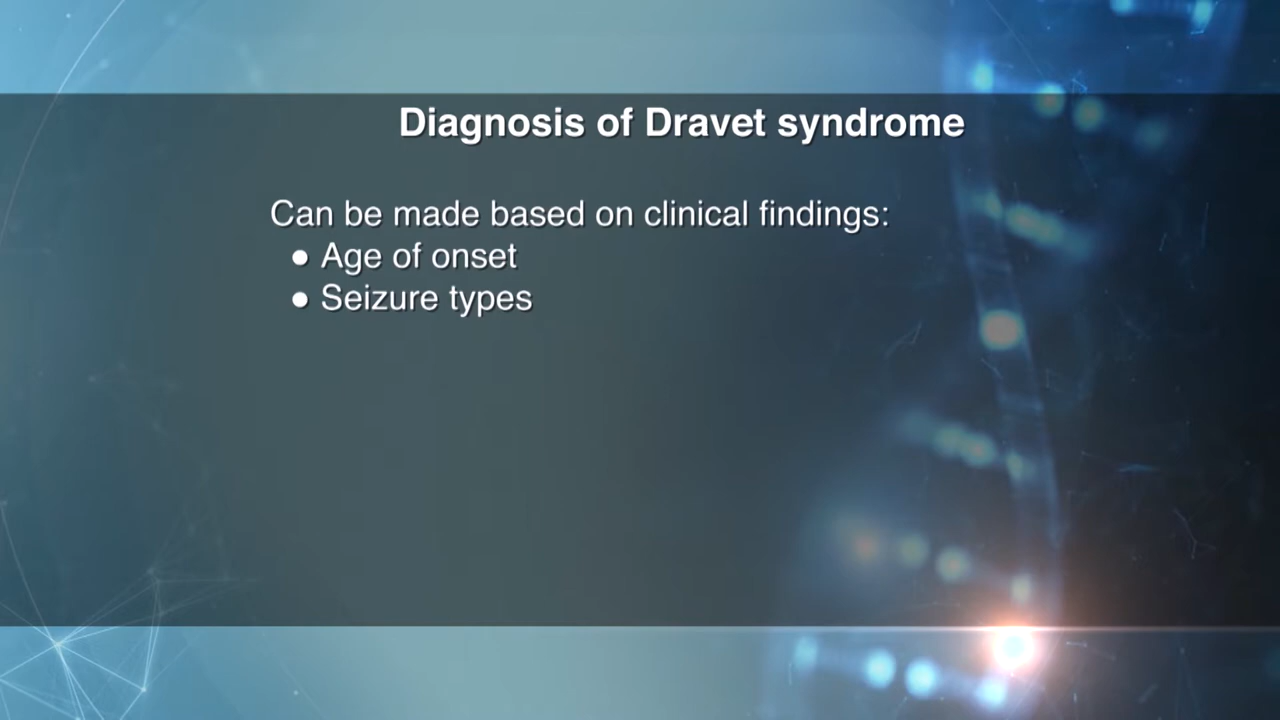 Diagnosis of Dravet syndrome
Can be made based on clinical findings:
● Age of onset
● Seizure types